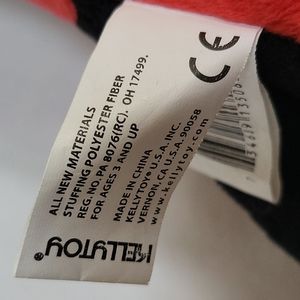 ALL NEW MATERIALS
STUFFING POLYESTER FIBER
REG. NO. PA 8076(RC). OH 17499.
FOR AGES 3 AND UP
MADE IN CHINA
KELLYTOY® U.S.A., INC.
VERNON, CA U.S.A. 90058
www.kellytoy.com
KELLYTOY®
CE